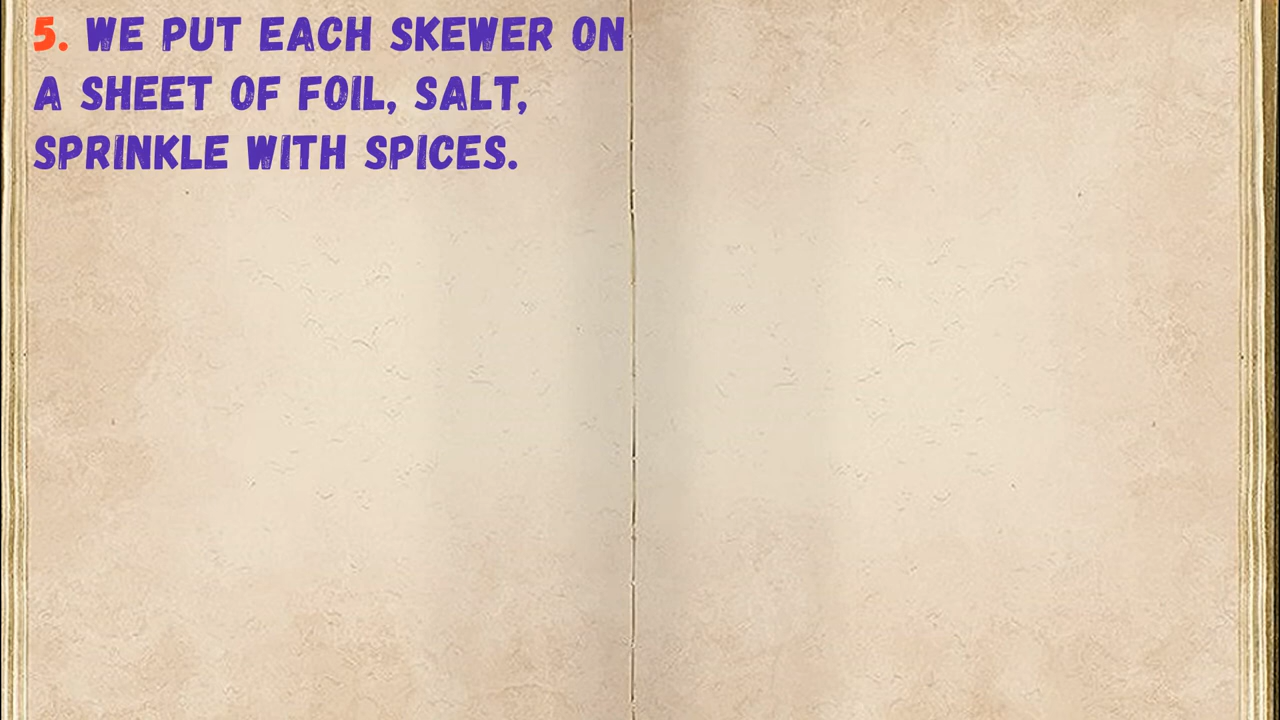 5. WE PUT EACH SKEWER ON
A SHEET OF FOIL, SALT,
SPRINKLE WITH SPICES.